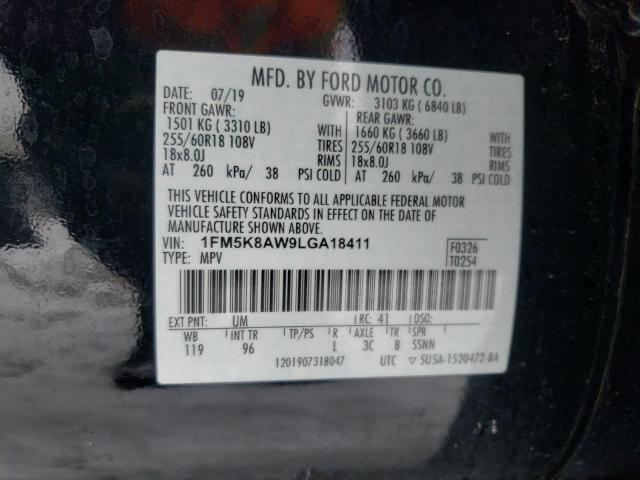 MFD. BY FORD MOTOR CO.
DATE: 07/19 GVWR: 3103 KG ( 6840 LB)
FRONT GAWR: REAR GAWR:
1501 KG ( 3310 LB) WITH 1660 KG ( 3660 LB) WITH
255/60R18 108V TIRES 255/60R18 108V TIRES
18x8.0J RIMS 18x8.0J RIMS
AT 260 kPa/ 38 PSI COLD AT 260 kPa/ 38 PSI COLD
THIS VEHICLE CONFORMS TO ALL APPLICABLE FEDERAL MOTOR
VEHICLE SAFETY STANDARDS IN EFFECT ON THE DATE OF
MANUFACTURE SHOWN ABOVE.
VIN: 1FM5K8AW9LGA18411 F0326
TYPE: MPV T0254
EXT PNT: UM RC: 41 DSO:
WB INT TR TP/PS R AXLE TR SPR
119 96 L 3C B SSNN
1201907318047 UTC ▽ 5USA-1520472-BA